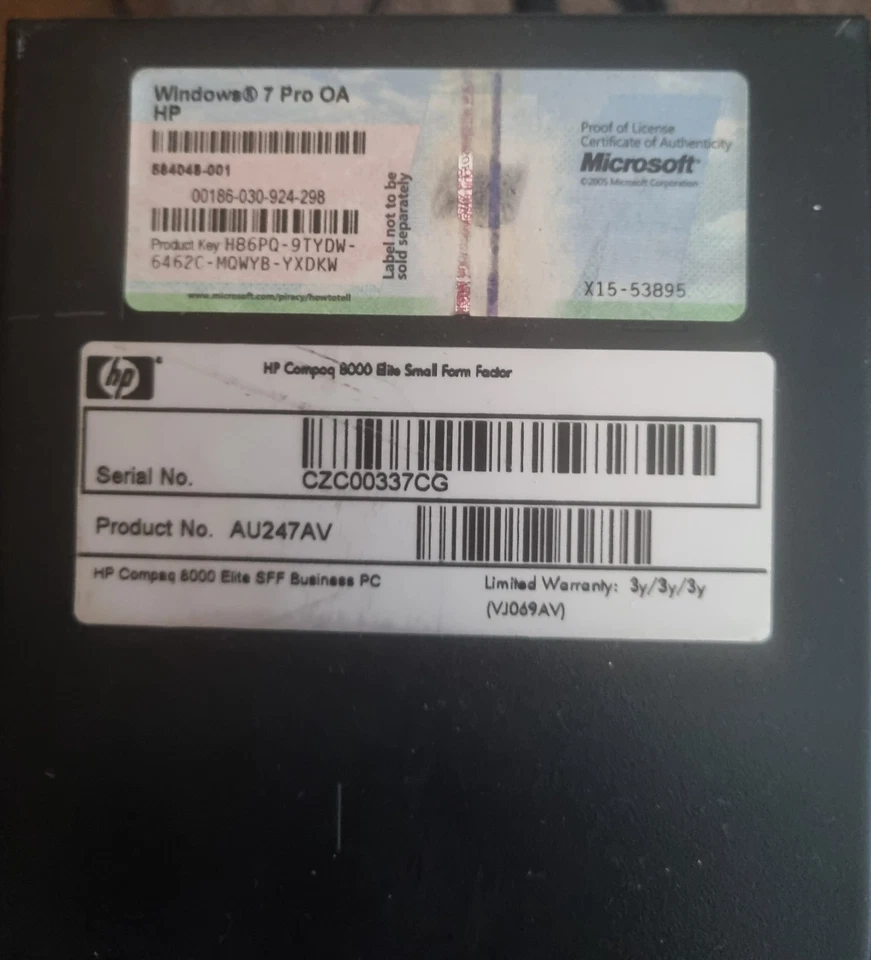 Windows® 7 Pro OA
HP
584048-001
00186-030-924-298
Product Key H86PQ-9TYDW-
6462C-MQWYB-YXDKW
www.microsoft.com/piracy/howtotell
Label not to be
sold separately
Proof of License
Certificate of Authenticity
Microsoft
©2005 Microsoft Corporation
X15-53895
hp
HP Compaq 8000 Elite Small Form Factor
Serial No.
CZC00337CG
Product No. AU247AV
HP Compaq 8000 Elite SFF Business PC
Limited Warranty: 3y/3y/3y
(VJ069AV)